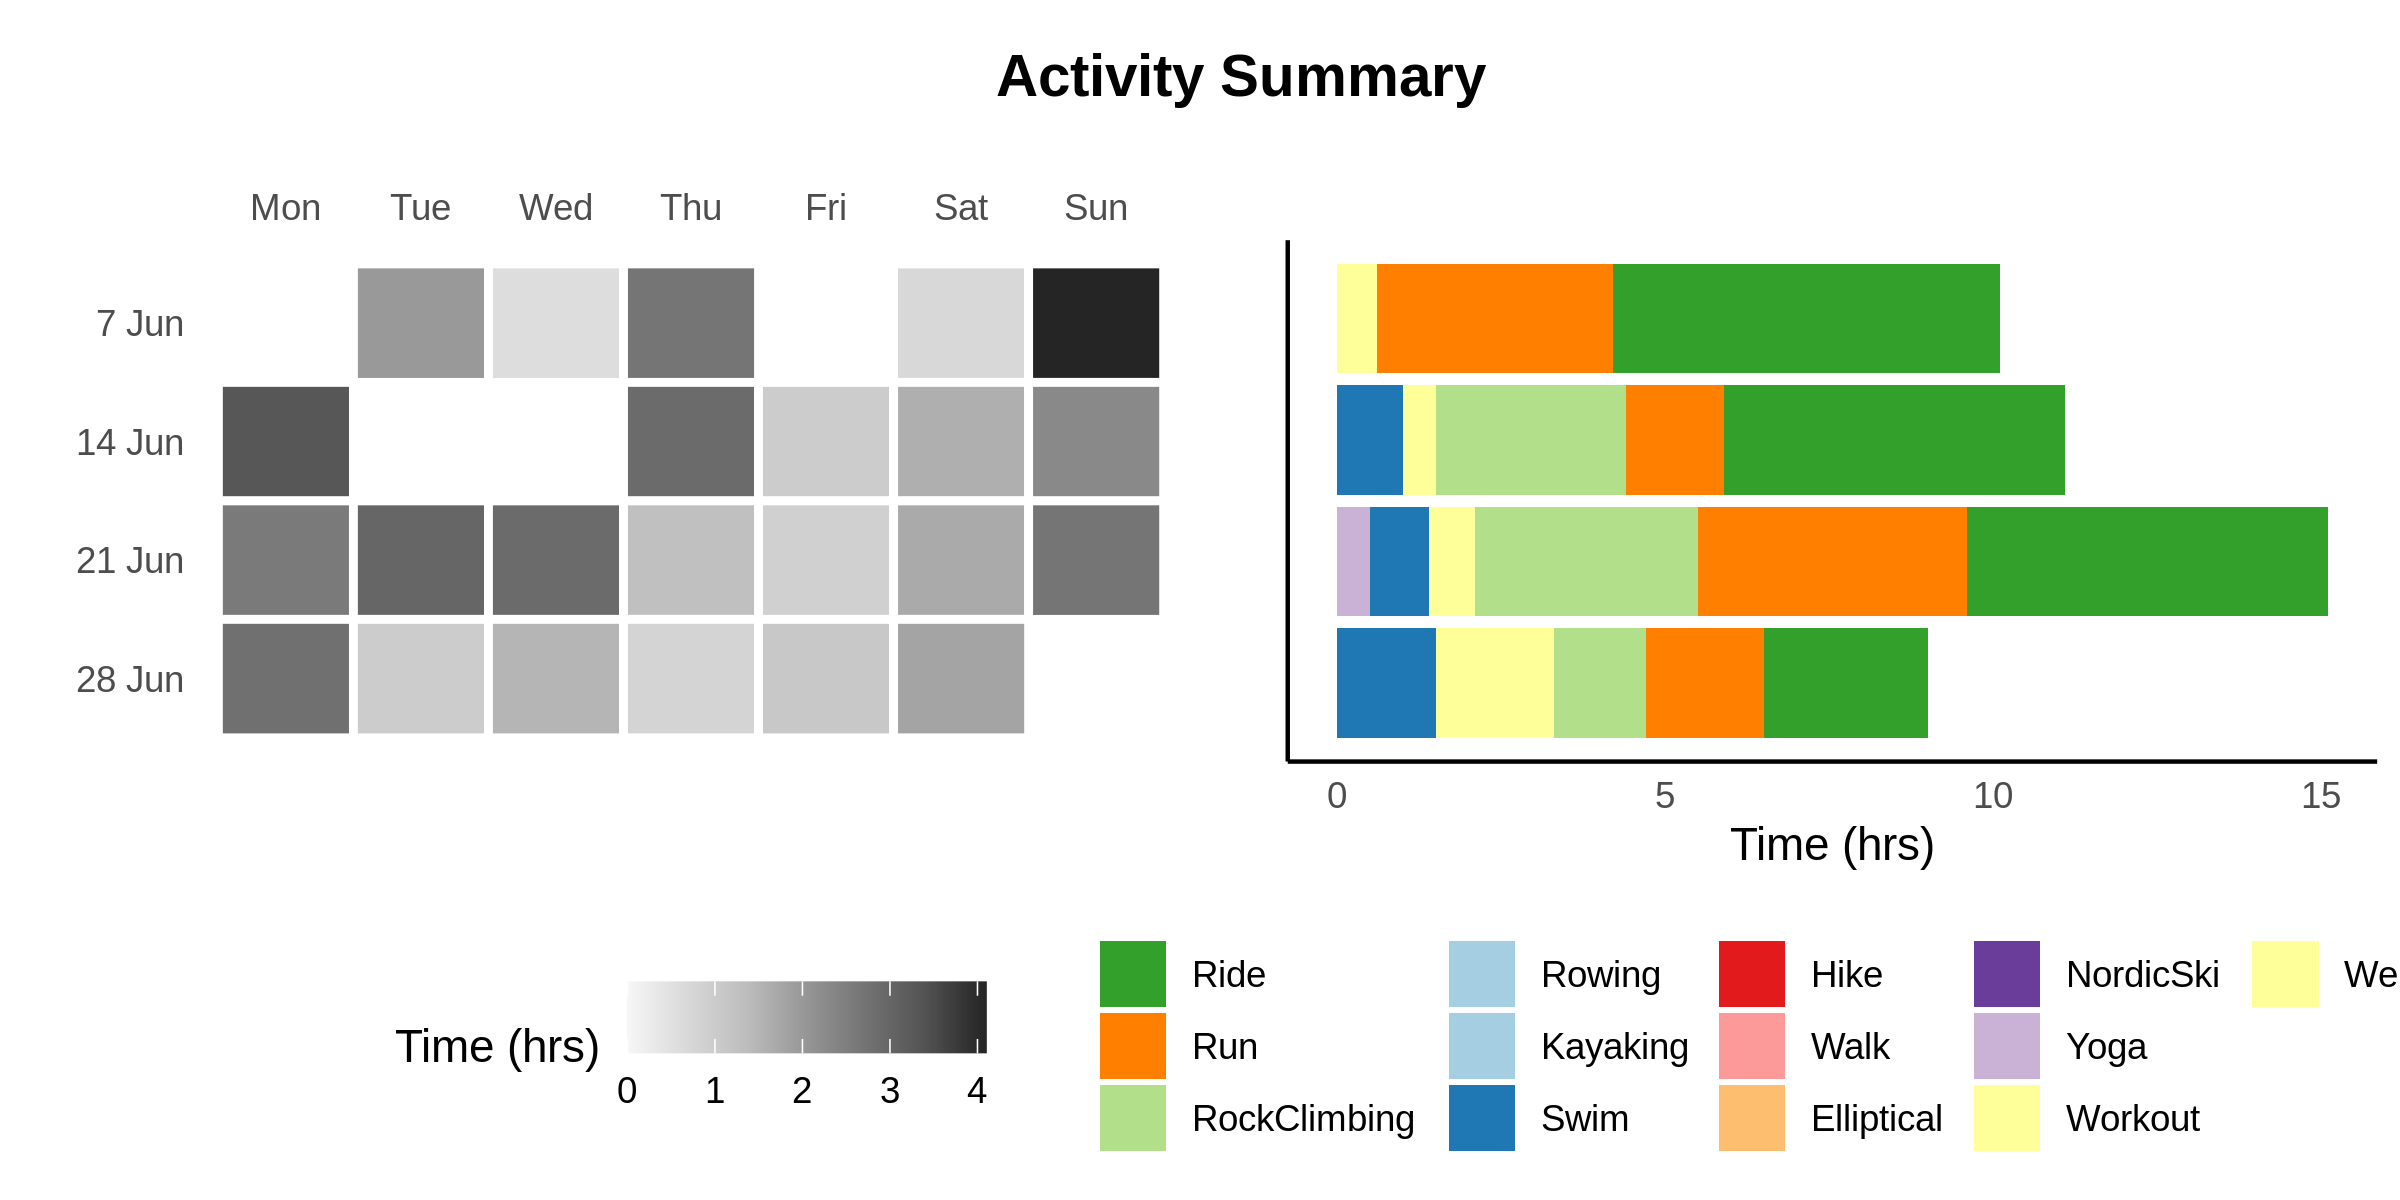 Activity Summary
Mon Tue Wed Thu Fri Sat Sun
7 Jun
14 Jun
21 Jun
28 Jun
0 5 10 15
Time (hrs)
Time (hrs)
0 1 2 3 4
Ride Rowing Hike NordicSki We
Run Kayaking Walk Yoga
RockClimbing Swim Elliptical Workout